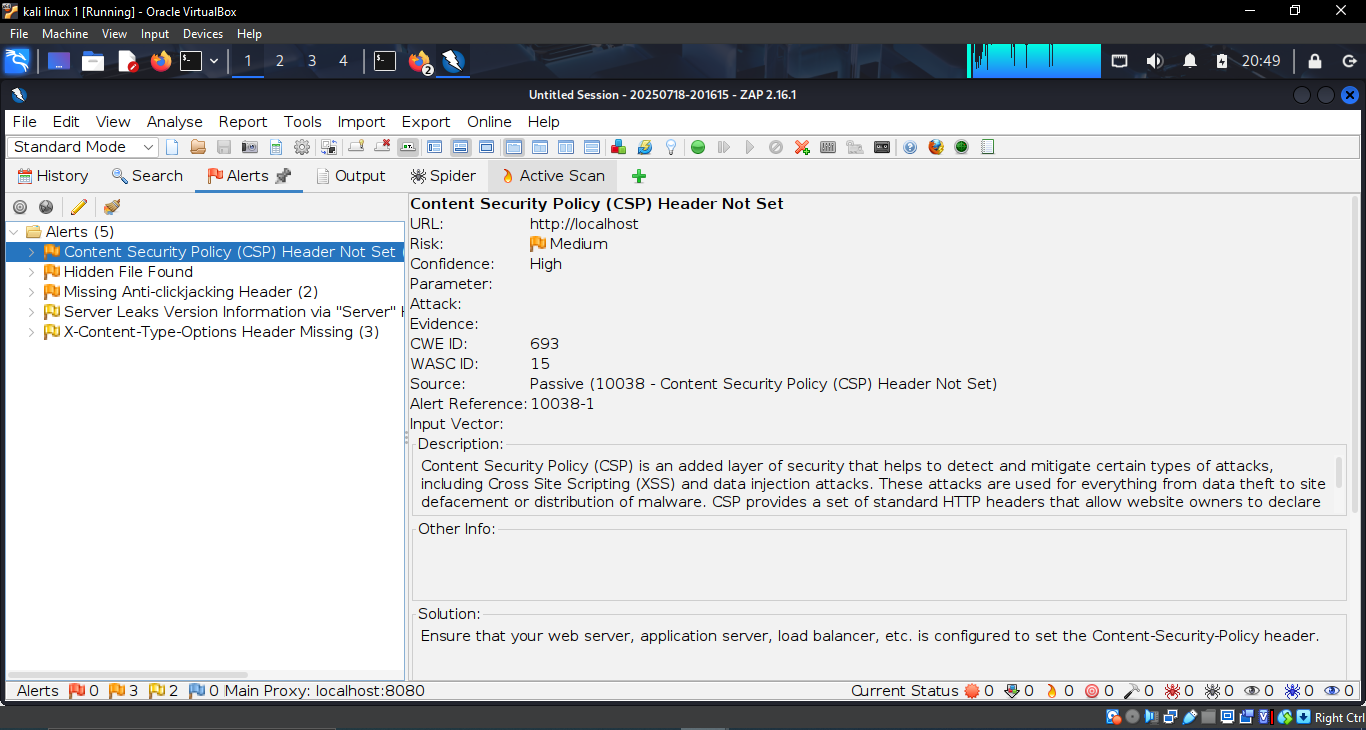 kali linux 1 [Running] - Oracle VirtualBox
File Machine View Input Devices Help
1 2 3 4 2 20:49
Untitled Session - 20250718-201615 - ZAP 2.16.1
File Edit View Analyse Report Tools Import Export Online Help
Standard Mode
History Search Alerts Output Spider Active Scan
Alerts (5)
Content Security Policy (CSP) Header Not Set (
Hidden File Found
Missing Anti-clickjacking Header (2)
Server Leaks Version Information via "Server" H
X-Content-Type-Options Header Missing (3)
Content Security Policy (CSP) Header Not Set
URL: http://localhost
Risk: Medium
Confidence: High
Parameter:
Attack:
Evidence:
CWE ID: 693
WASC ID: 15
Source: Passive (10038 - Content Security Policy (CSP) Header Not Set)
Alert Reference: 10038-1
Input Vector:
Description:
Content Security Policy (CSP) is an added layer of security that helps to detect and mitigate certain types of attacks,
including Cross Site Scripting (XSS) and data injection attacks. These attacks are used for everything from data theft to site
defacement or distribution of malware. CSP provides a set of standard HTTP headers that allow website owners to declare
Other Info:
Solution:
Ensure that your web server, application server, load balancer, etc. is configured to set the Content-Security-Policy header.
Alerts 0 3 2 0 Main Proxy: localhost:8080 Current Status 0 0 0 0 0 0 0 0 0 0
Right Ctrl